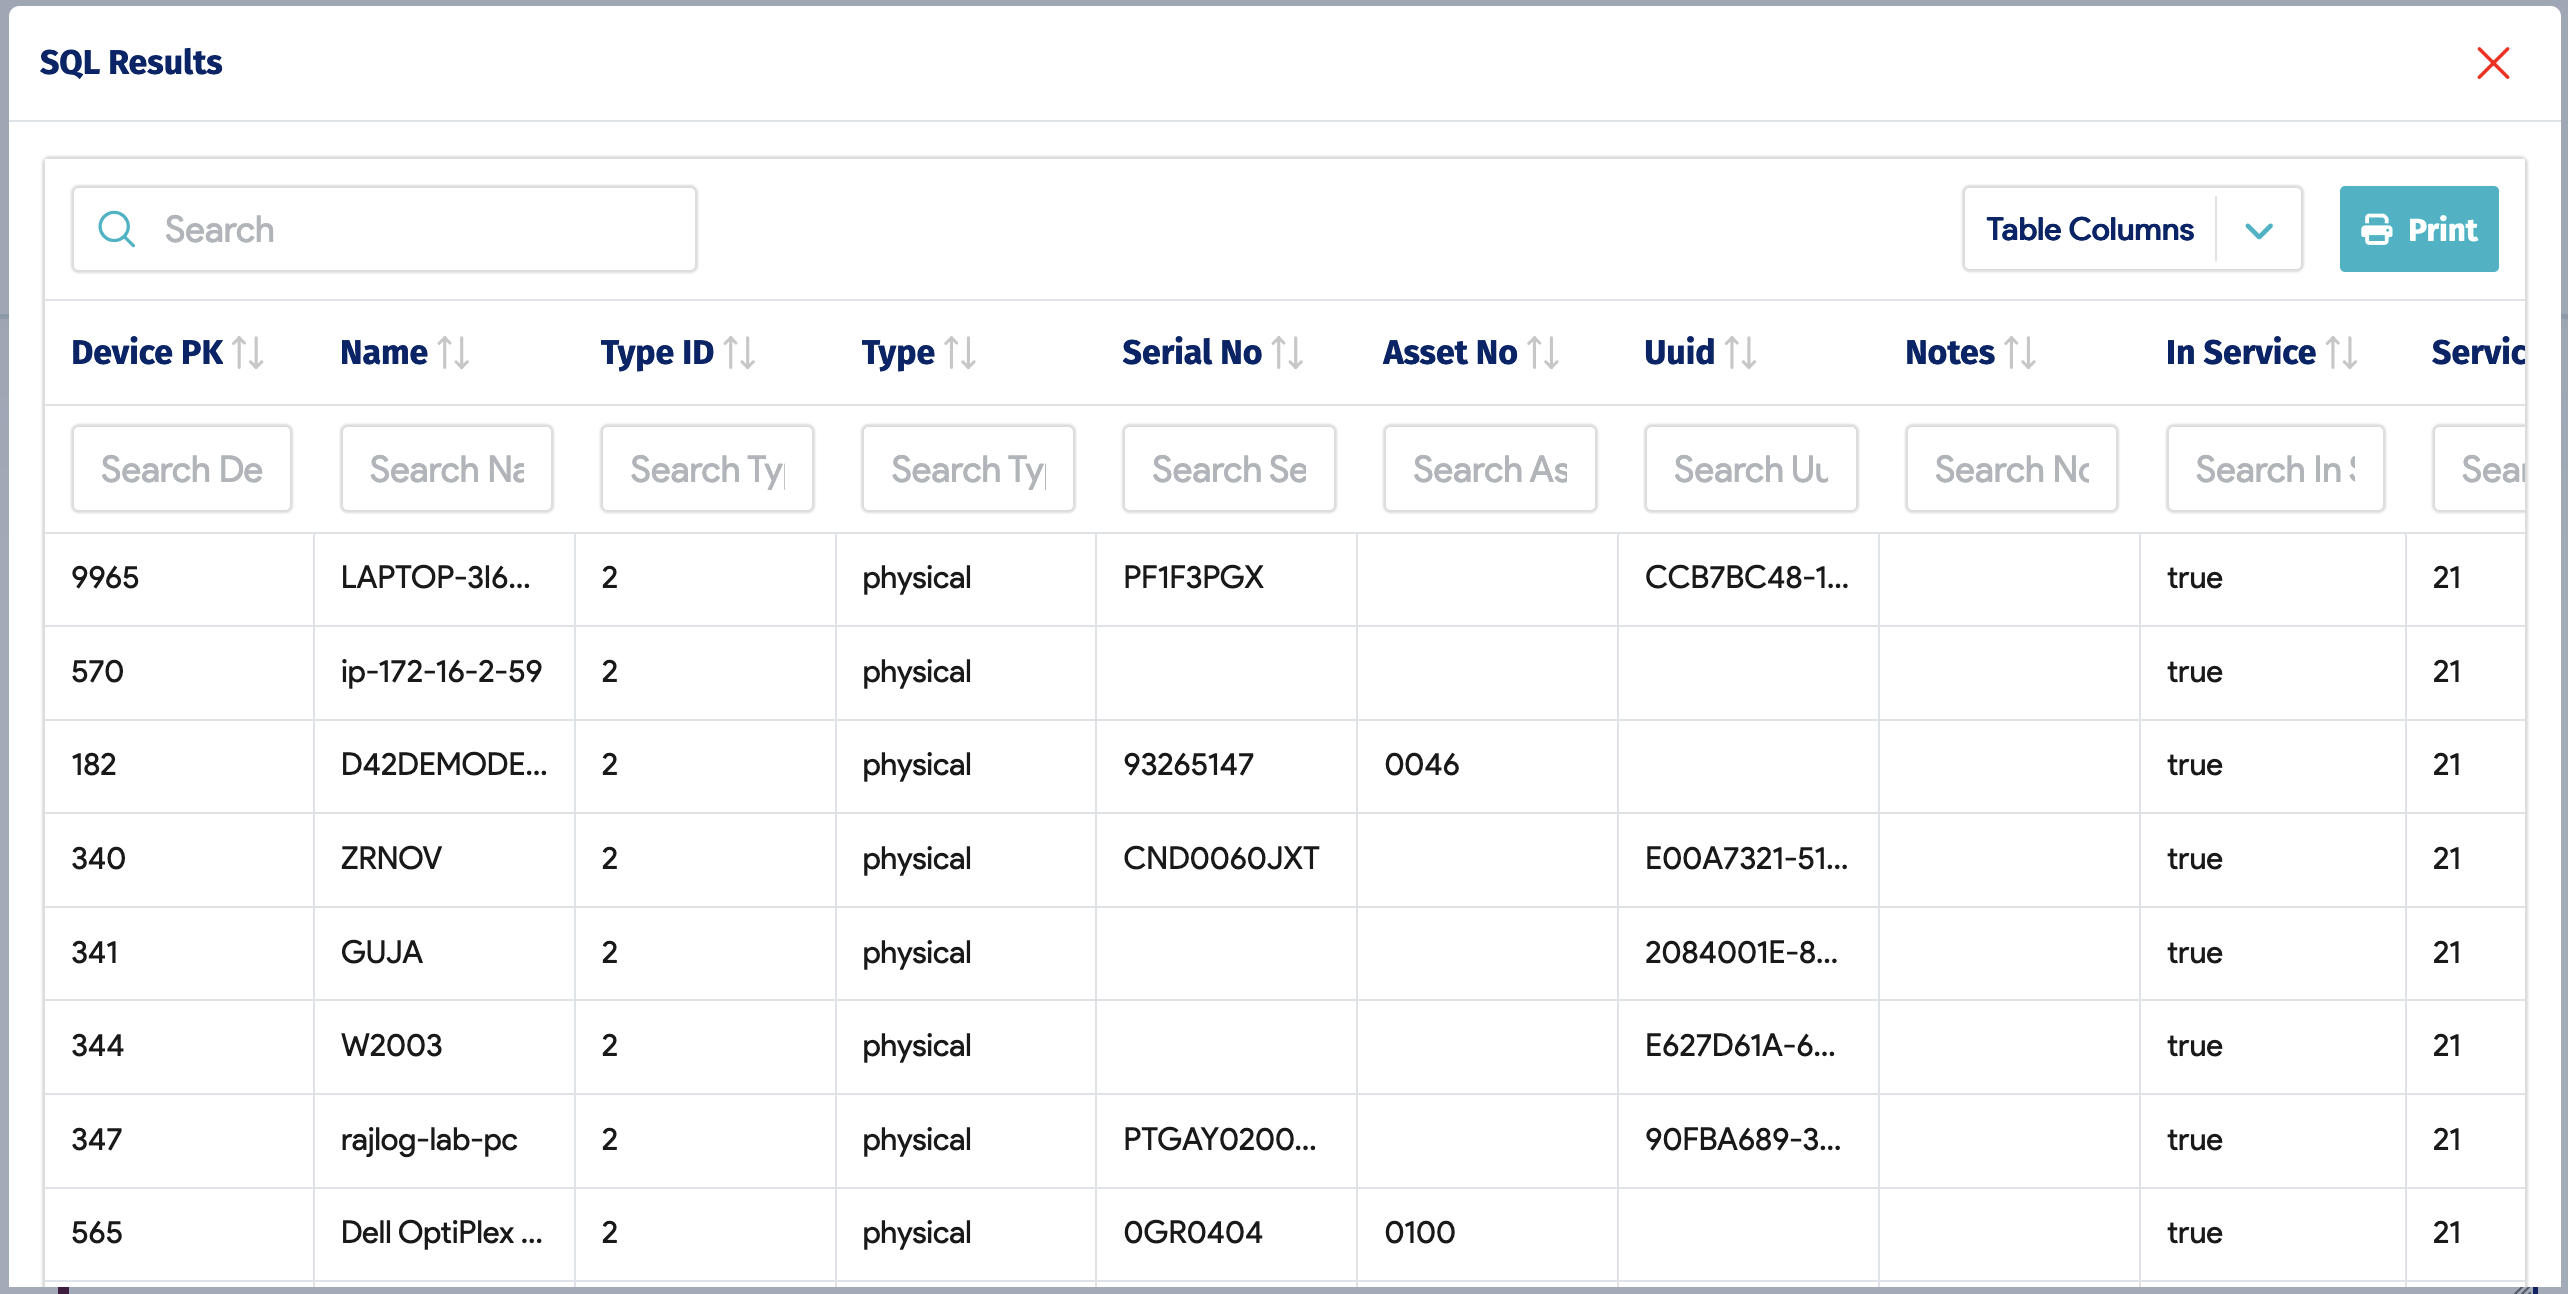 SQL Results
Search
Table Columns
Print
Device PK Name Type ID Type Serial No Asset No Uuid Notes In Service Servic
Search De Search Na Search Ty Search Ty Search Se Search As Search Uu Search No Search In Sear
9965 LAPTOP-3I6... 2 physical PF1F3PGX CCB7BC48-1... true 21
570 ip-172-16-2-59 2 physical true 21
182 D42DEMODE... 2 physical 93265147 0046 true 21
340 ZRNOV 2 physical CND0060JXT E00A7321-51... true 21
341 GUJA 2 physical 2084001E-8... true 21
344 W2003 2 physical E627D61A-6... true 21
347 rajlog-lab-pc 2 physical PTGAY0200... 90FBA689-3... true 21
565 Dell OptiPlex ... 2 physical 0GR0404 0100 true 21